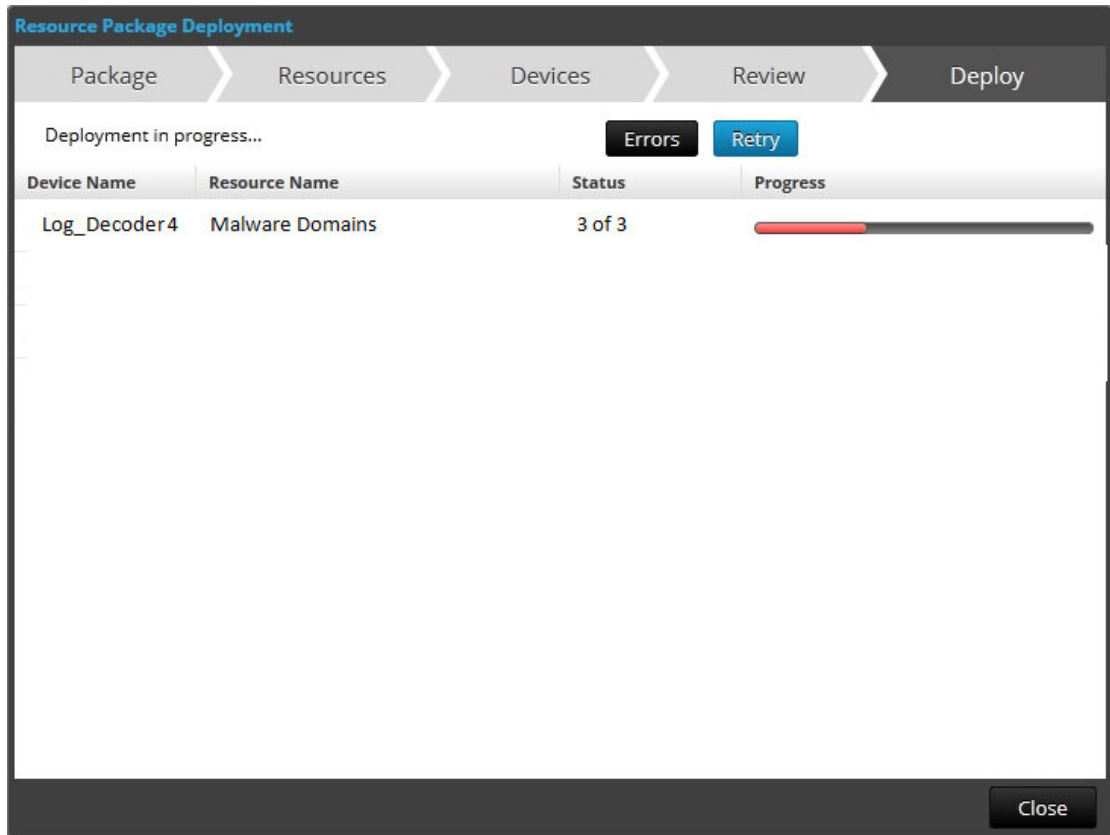 Resource Package Deployment
Package Resources Devices Review Deploy
Deployment in progress... Errors Retry
Device Name Resource Name Status Progress
Log_Decoder4 Malware Domains 3 of 3
Close